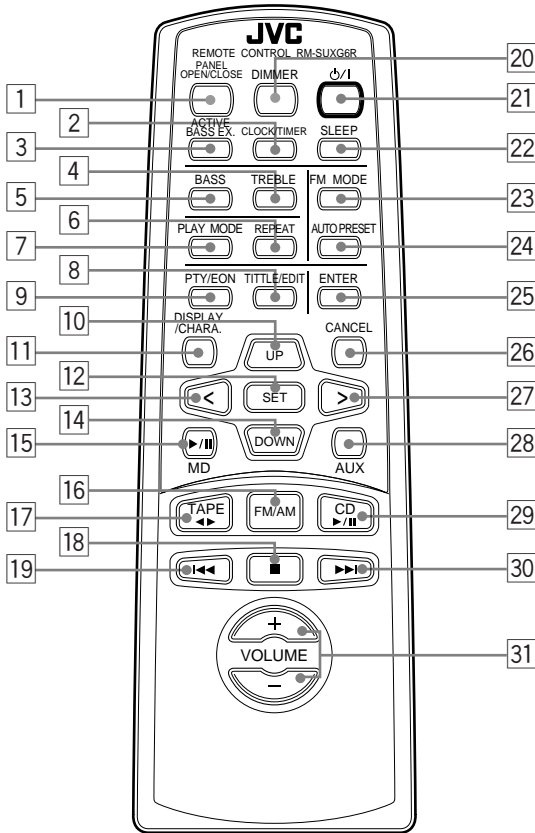 JVC
REMOTE CONTROL RM-SUXG6R
PANEL
OPEN/CLOSE DIMMER ⏻/I
20
1
21
2
ACTIVE
BASS EX. CLOCK/TIMER SLEEP
3
22
4
BASS TREBLE FM MODE
5
23
6
PLAY MODE REPEAT AUTO PRESET
7
24
8
PTY/EON TITTLE/EDIT ENTER
9
25
10
DISPLAY
/CHARA. CANCEL
UP
11
26
12
13
< SET >
27
14
DOWN
15
▶/II
28
MD AUX
16
TAPE FM/AM CD
◀▶ ▶/II
17
29
18
19
I◀◀ ■ ▶▶I
30
+
VOLUME
31
−